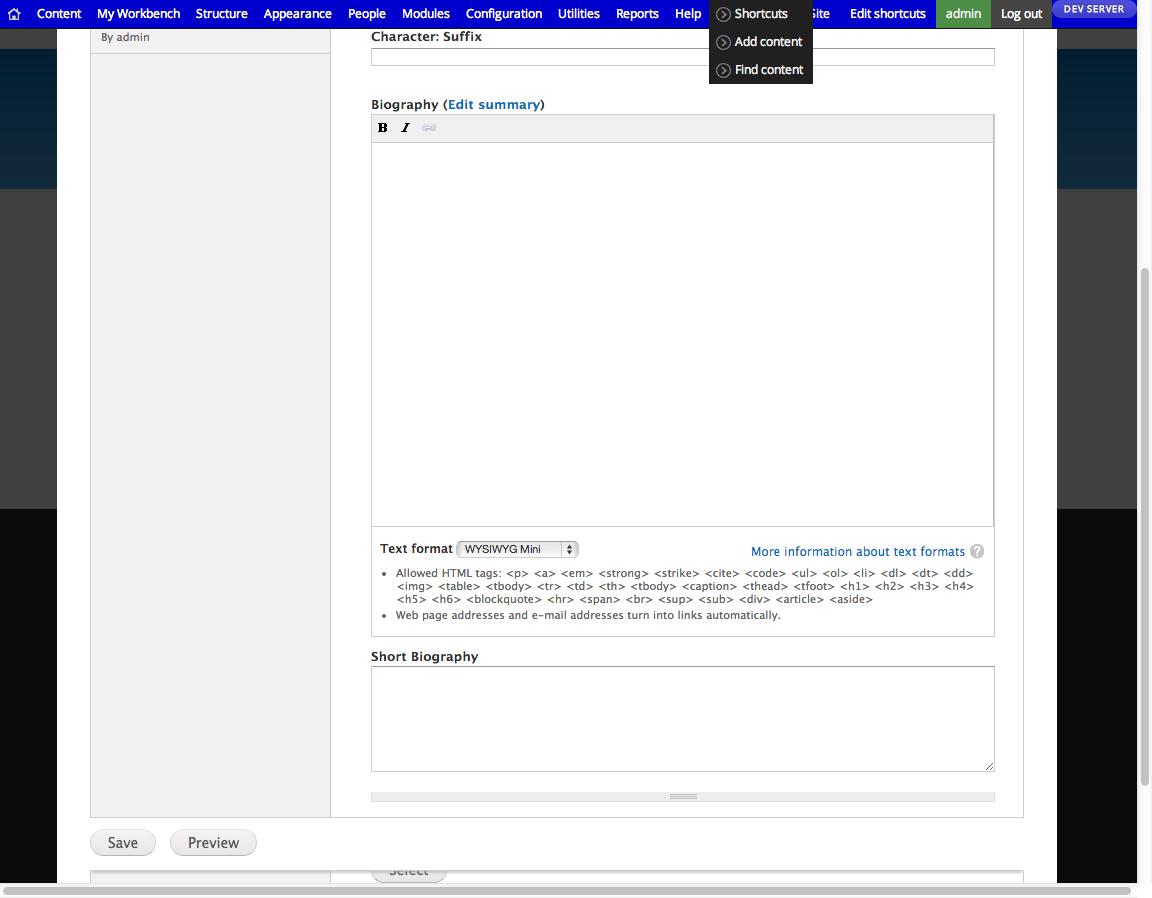 Content My Workbench Structure Appearance People Modules Configuration Utilities Reports Help Shortcuts Site Edit shortcuts admin Log out DEV SERVER
Add content
Find content
By admin
Character: Suffix
Biography (Edit summary)
B I
Text format WYSIWYG Mini More information about text formats ?
• Allowed HTML tags: <p> <a> <em> <strong> <strike> <cite> <code> <ul> <ol> <li> <dl> <dt> <dd>
<img> <table> <tbody> <tr> <td> <th> <tbody> <caption> <thead> <tfoot> <h1> <h2> <h3> <h4>
<h5> <h6> <blockquote> <hr> <span> <br> <sup> <sub> <div> <article> <aside>
• Web page addresses and e-mail addresses turn into links automatically.
Short Biography
Save Preview
Select